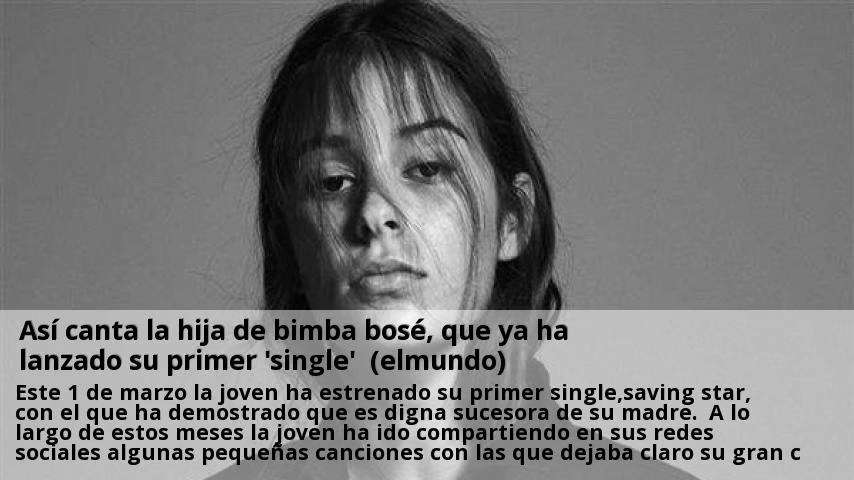 Así canta la hija de bimba bosé, que ya ha
lanzado su primer 'single' (elmundo)
Este 1 de marzo la joven ha estrenado su primer single,saving star,
con el que ha demostrado que es digna sucesora de su madre. A lo
largo de estos meses la joven ha ido compartiendo en sus redes
sociales algunas pequeñas canciones con las que dejaba claro su gran c